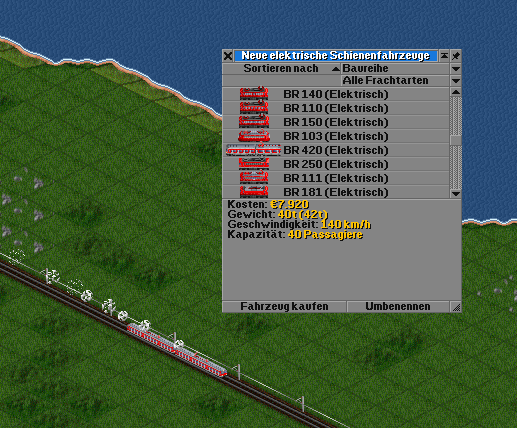 Neue elektrische Schienenfahrzeuge
Sortieren nach Baureihe
Alle Frachtarten
BR 140 (Elektrisch)
BR 110 (Elektrisch)
BR 150 (Elektrisch)
BR 103 (Elektrisch)
BR 420 (Elektrisch)
BR 250 (Elektrisch)
BR 111 (Elektrisch)
BR 181 (Elektrisch)
Kosten: €7 920
Gewicht: 40t (42t)
Geschwindigkeit: 140 km/h
Kapazität: 40 Passagiere
Fahrzeug kaufen Umbenennen